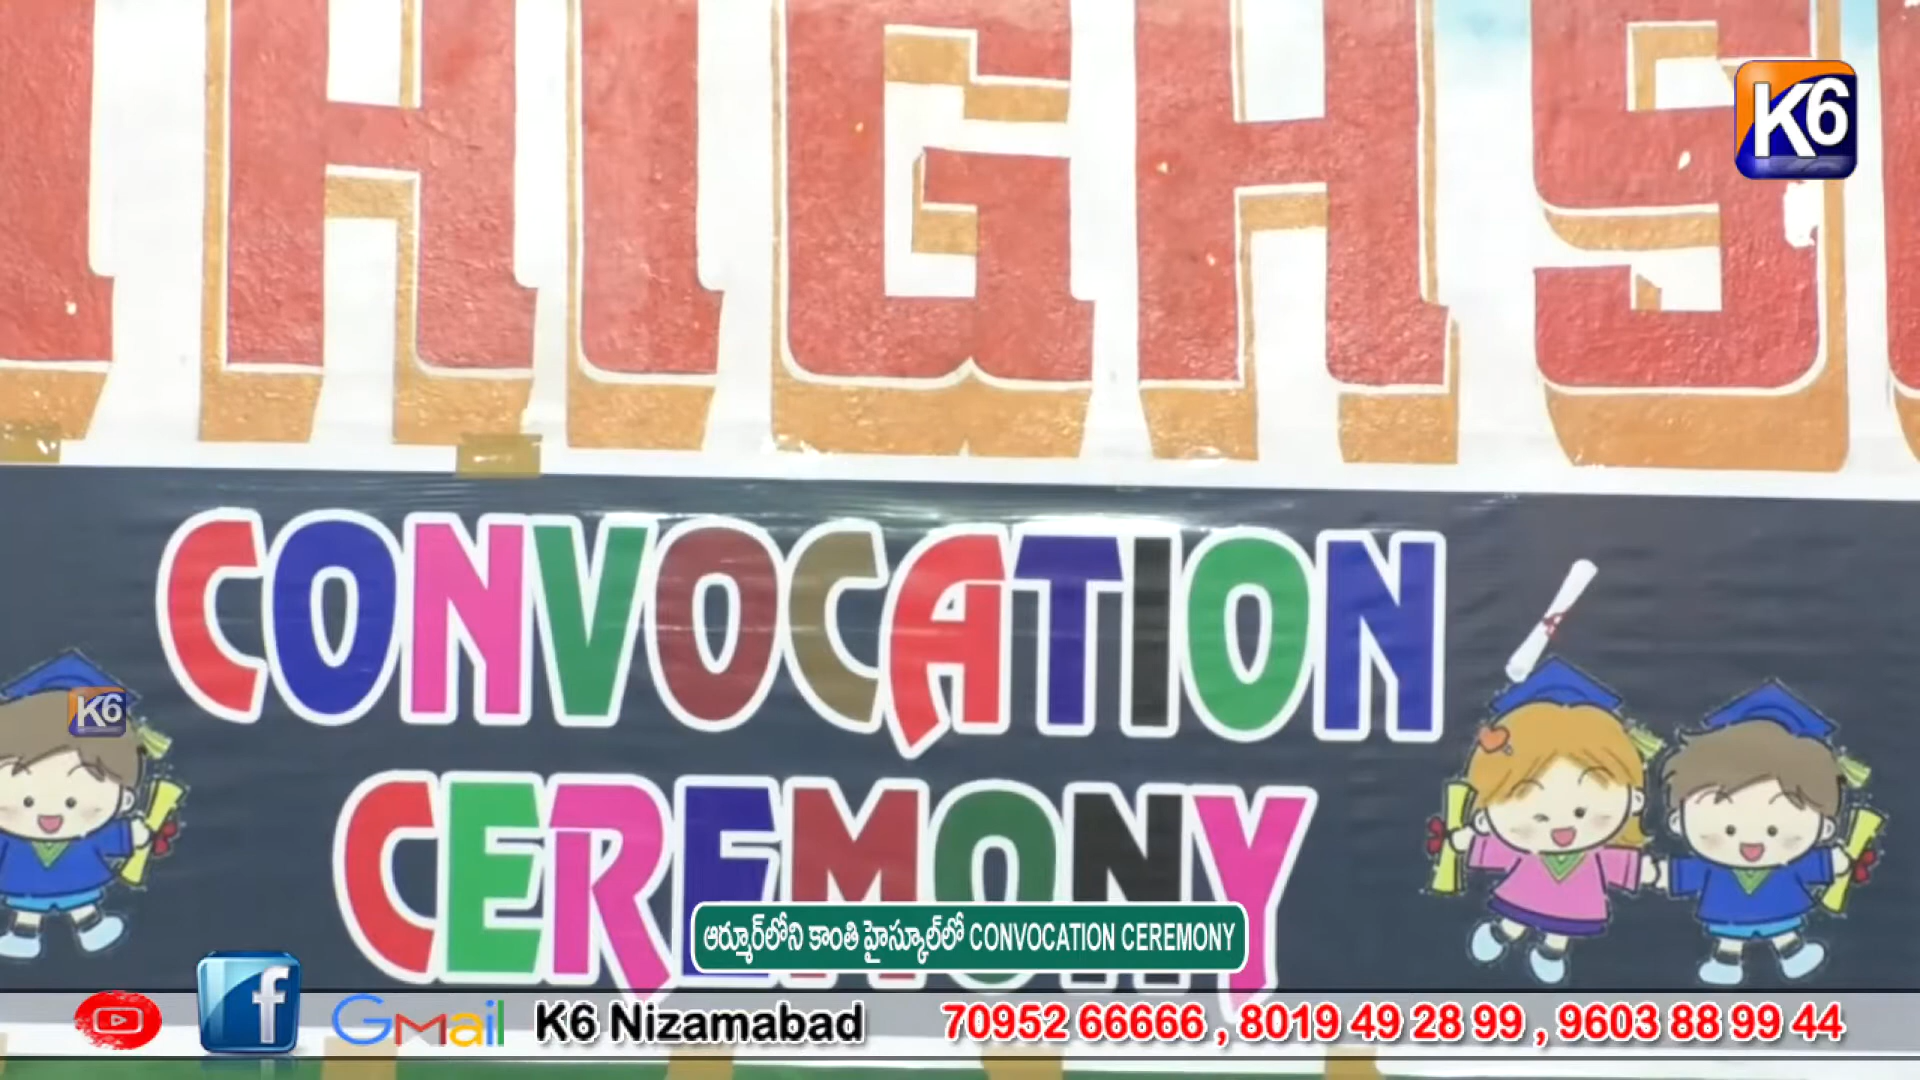 HIGH S
K6
CONVOCATION
K6
CEREMONY
ఆర్మూర్‌లోని కాంతి హైస్కూల్‌లో CONVOCATION CEREMONY
f GMail K6 Nizamabad 70952 66666 , 8019 49 28 99 , 9603 88 99 44